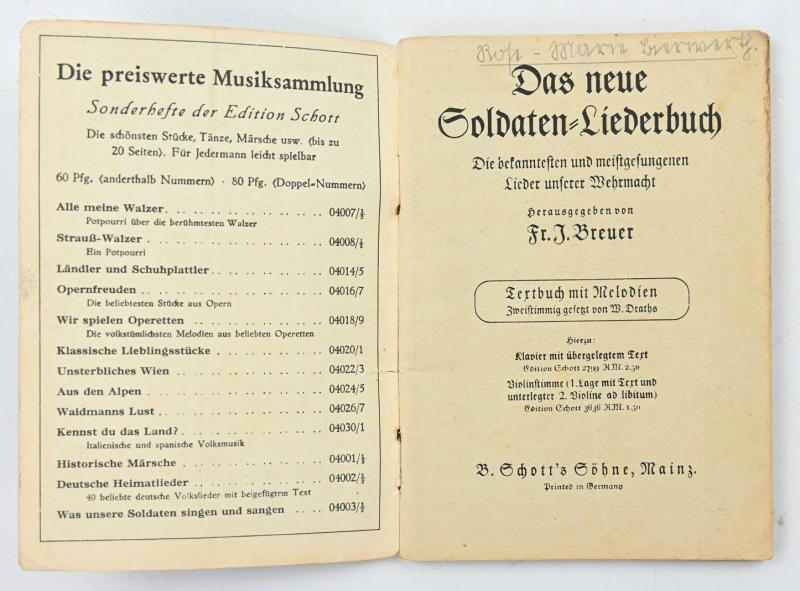 Die preiswerte Musiksammlung
Sonderhefte der Edition Schott
Die schönsten Stücke, Tänze, Märsche usw. (bis zu
20 Seiten). Für Jedermann leicht spielbar
60 Pfg. (anderthalb Nummern) · 80 Pfg. (Doppel=Nummern)
Alle meine Walzer . . . . . . . . . . . . 04007/½
Potpourri über die berühmtesten Walzer
Strauß-Walzer . . . . . . . . . . . . 04008/½
Ein Potpourri
Ländler und Schuhplattler . . . . . . . . 04014/5
Opernfreuden . . . . . . . . . . . . 04016/7
Die beliebtesten Stücke aus Opern
Wir spielen Operetten . . . . . . . . . . 04018/9
Die volkstümlichsten Melodien aus beliebten Operetten
Klassische Lieblingsstücke . . . . . . . . 04020/1
Unsterbliches Wien . . . . . . . . . . 04022/3
Aus den Alpen . . . . . . . . . . . . 04024/5
Waidmanns Lust . . . . . . . . . . . . 04026/7
Kennst du das Land? . . . . . . . . . . 04030/1
Italienische und spanische Volksmusik
Historische Märsche . . . . . . . . . . 04001/½
Deutsche Heimatlieder . . . . . . . . . . 04002/½
40 beliebte deutsche Volkslieder mit beigefügtem Text
Was unsere Soldaten singen und sangen . . . . 04003/½
Rose - Marie Bierwerth.
Das neue
Soldaten=Liederbuch
Die bekanntesten und meistgesungenen
Lieder unserer Wehrmacht
Herausgegeben von
Fr. J. Breuer
Textbuch mit Melodien
Zweistimmig gesetzt von W. Draths
Hierzu:
Klavier mit übergelegtem Text
Edition Schott 2799 RM. 2.50
Violinstimme (1. Lage mit Text und
unterlegter 2. Violine ad libitum)
Edition Schott 3636 RM. 1.50
B. Schott's Söhne, Mainz.
Printed in Germany